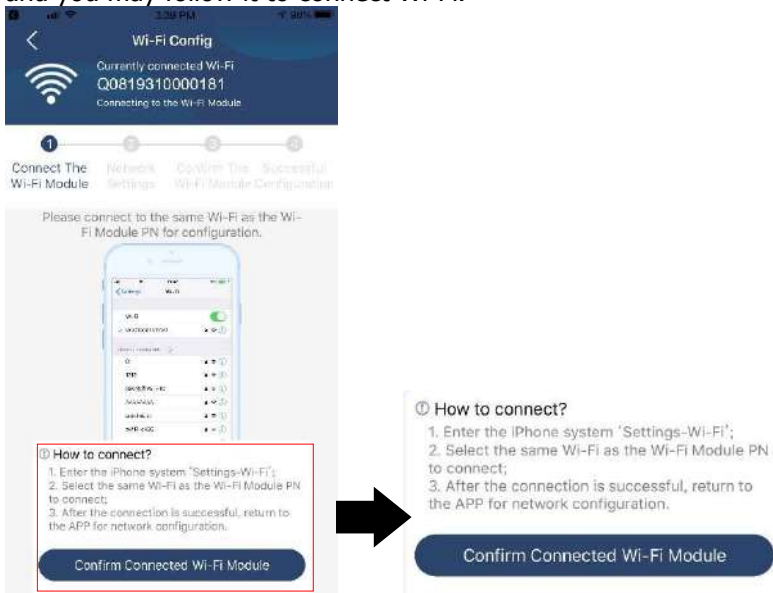 and you may follow it to connect Wi-Fi.
3:39 PM
Wi-Fi Config
Currently connected Wi-Fi
Q0819310000181
Connecting to the Wi-Fi Module
1
2
3
4
Connect The
Wi-Fi Module
Network
Settings
Confirm The
Wi-Fi Module
Successful
Configuration
Please connect to the same Wi-Fi as the Wi-
Fi Module PN for configuration.
How to connect?
1. Enter the iPhone system 'Settings-Wi-Fi';
2. Select the same Wi-Fi as the Wi-Fi Module PN
to connect;
3. After the connection is successful, return to
the APP for network configuration.
Confirm Connected Wi-Fi Module
How to connect?
1. Enter the iPhone system 'Settings-Wi-Fi';
2. Select the same Wi-Fi as the Wi-Fi Module PN
to connect;
3. After the connection is successful, return to
the APP for network configuration.
Confirm Connected Wi-Fi Module